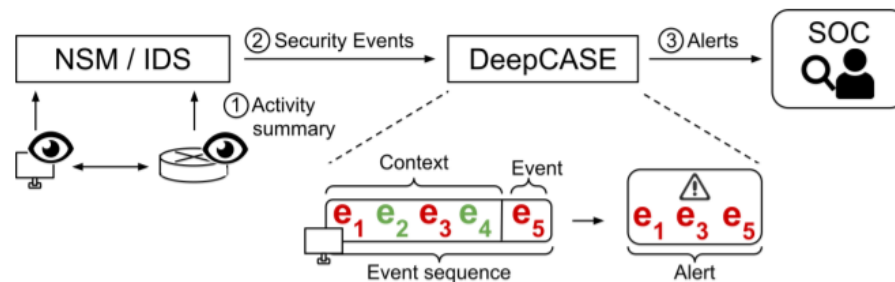 NSM / IDS
② Security Events
DeepCASE
③ Alerts
SOC
① Activity
summary
Context
Event
e1 e2 e3 e4 e5
e1 e3 e5
Event sequence
Alert